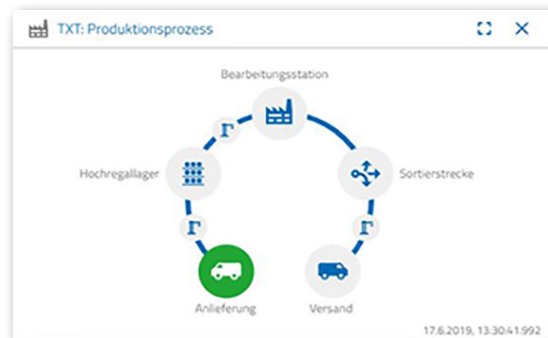 TXT: Produktionsprozess
Bearbeitungsstation
Hochregallager
Sortierstrecke
Anlieferung
Versand
17.6.2019, 13:30:41.992